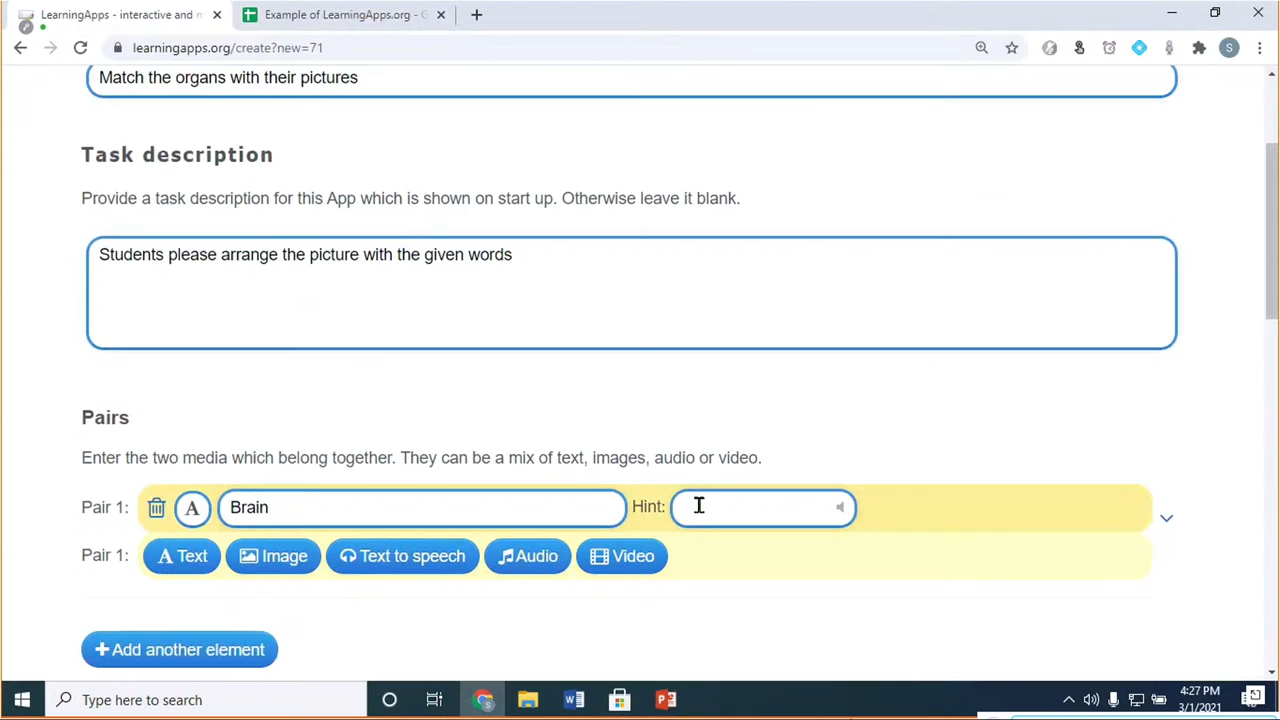 LearningApps - interactive and m
Example of LearningApps.org - G
learningapps.org/create?new=71
S
Match the organs with their pictures
Task description
Provide a task description for this App which is shown on start up. Otherwise leave it blank.
Students please arrange the picture with the given words
Pairs
Enter the two media which belong together. They can be a mix of text, images, audio or video.
Pair 1: A Brain Hint:
Pair 1: A Text Image Text to speech Audio Video
+ Add another element
Type here to search
4:27 PM
3/1/2021